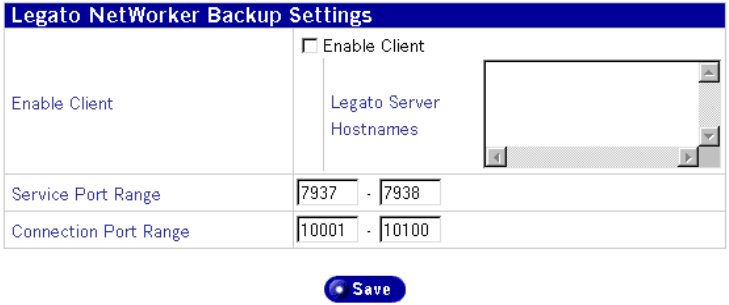 Legato NetWorker Backup Settings
Enable Client
Enable Client
Legato Server
Hostnames
Service Port Range
7937 - 7938
Connection Port Range
10001 - 10100
Save